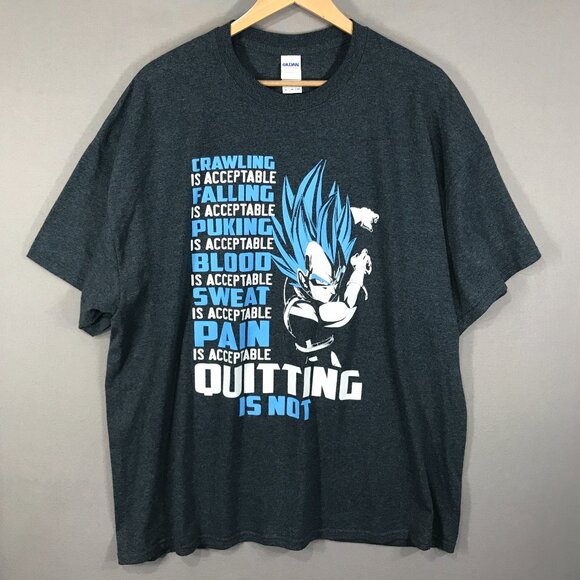 GILDAN
CRAWLING
IS ACCEPTABLE
FALLING
IS ACCEPTABLE
PUKING
IS ACCEPTABLE
BLOOD
IS ACCEPTABLE
SWEAT
IS ACCEPTABLE
PAIN
IS ACCEPTABLE
QUITTING
IS NOT